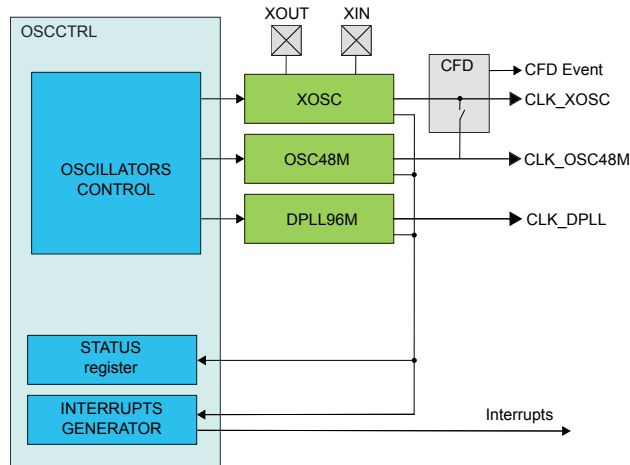 XOUT XIN
OSCCTRL
CFD
CFD Event
XOSC
CLK_XOSC
OSCILLATORS
CONTROL
OSC48M
CLK_OSC48M
DPLL96M
CLK_DPLL
STATUS
register
INTERRUPTS
GENERATOR
Interrupts